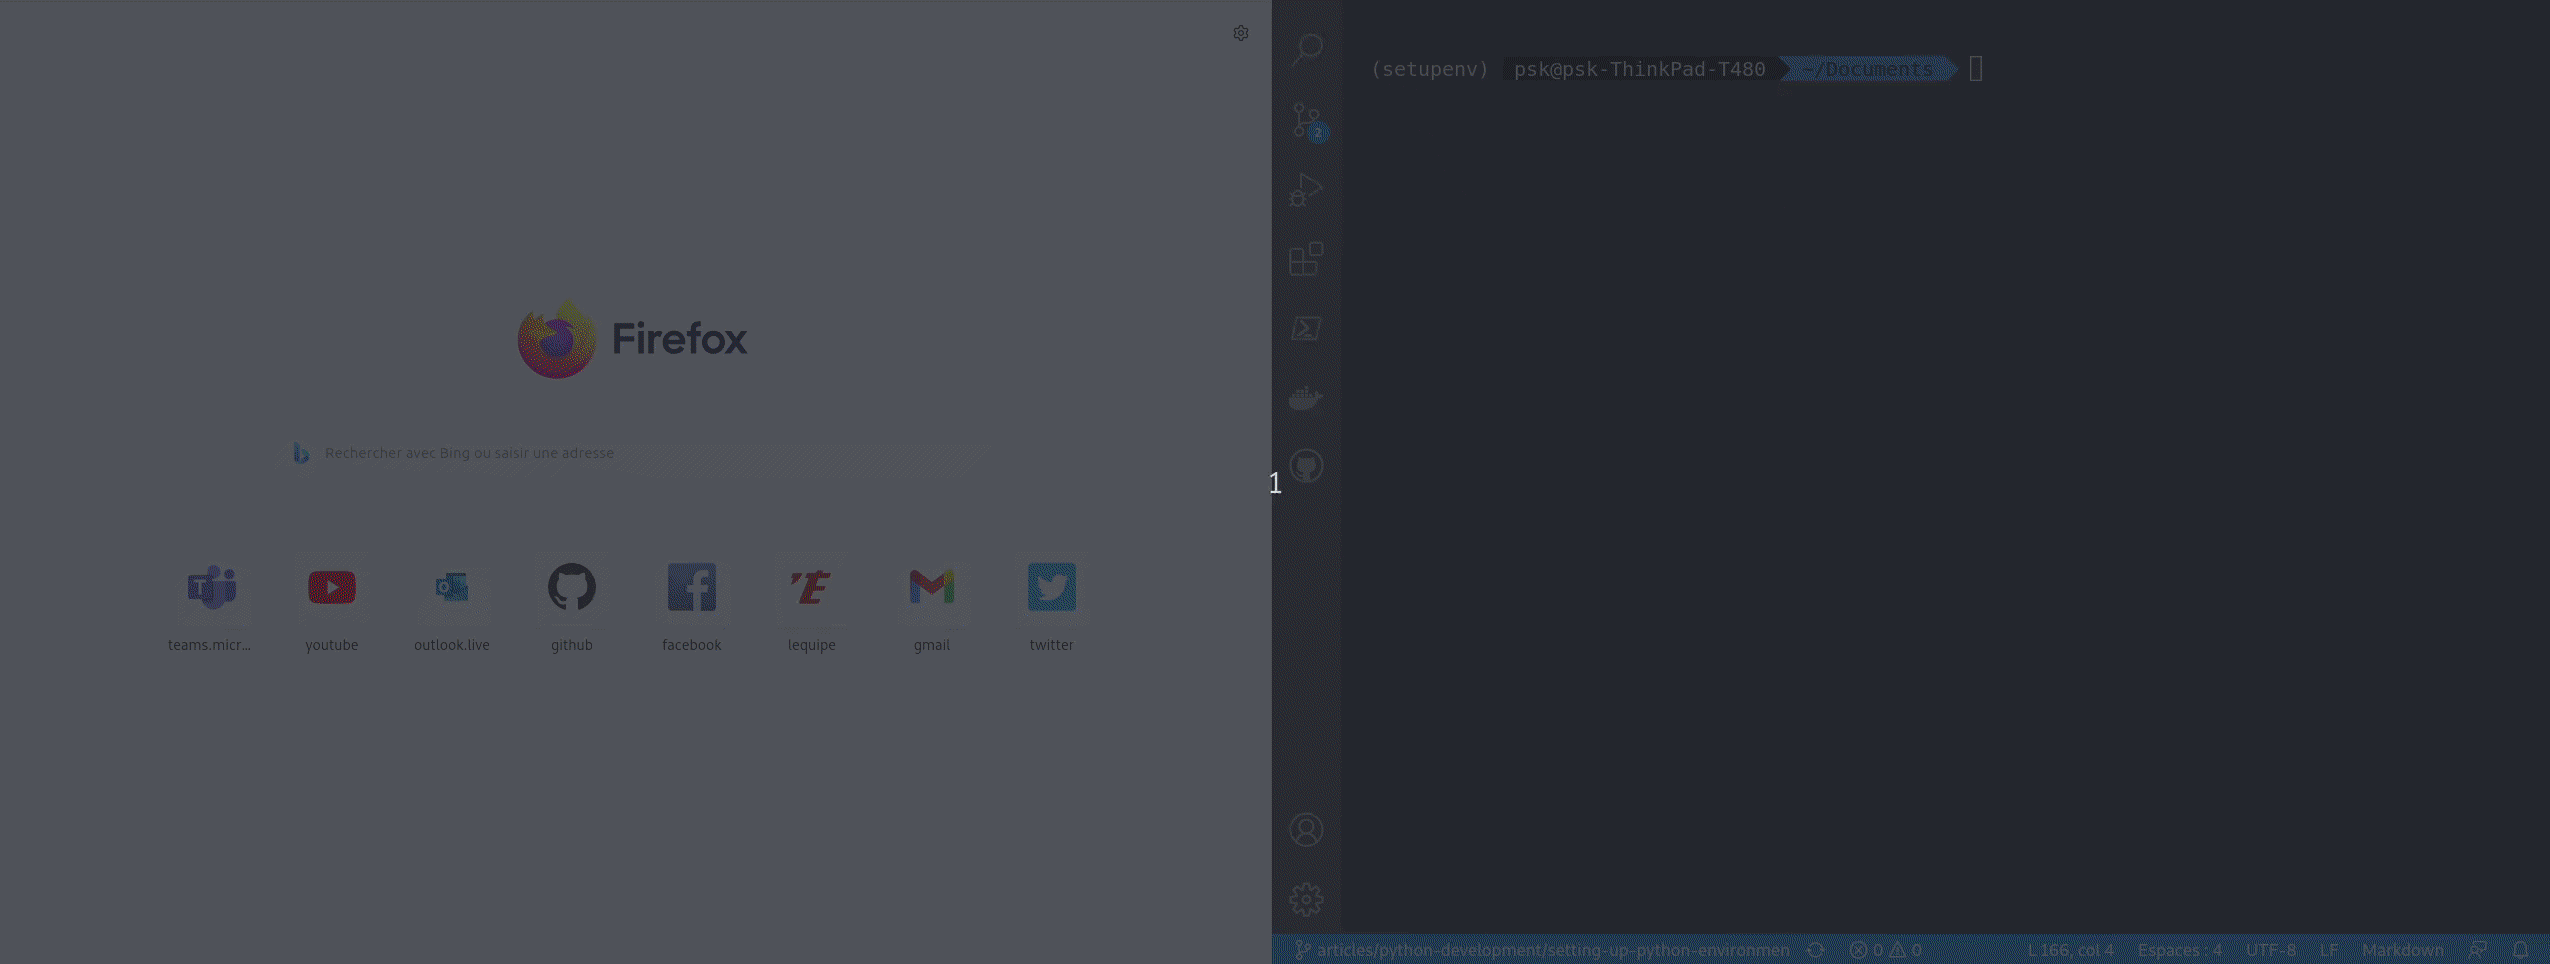 Firefox
Rechercher avec Bing ou saisir une adresse
teams.micr... youtube outlook.live github facebook lequipe gmail twitter
1
(setupenv) psk@psk-ThinkPad-T480 ~/Documents
2
articles/python-development/setting-up-python-environmen 0 0 L 166, col 4 Espaces : 4 UTF-8 LF Markdown